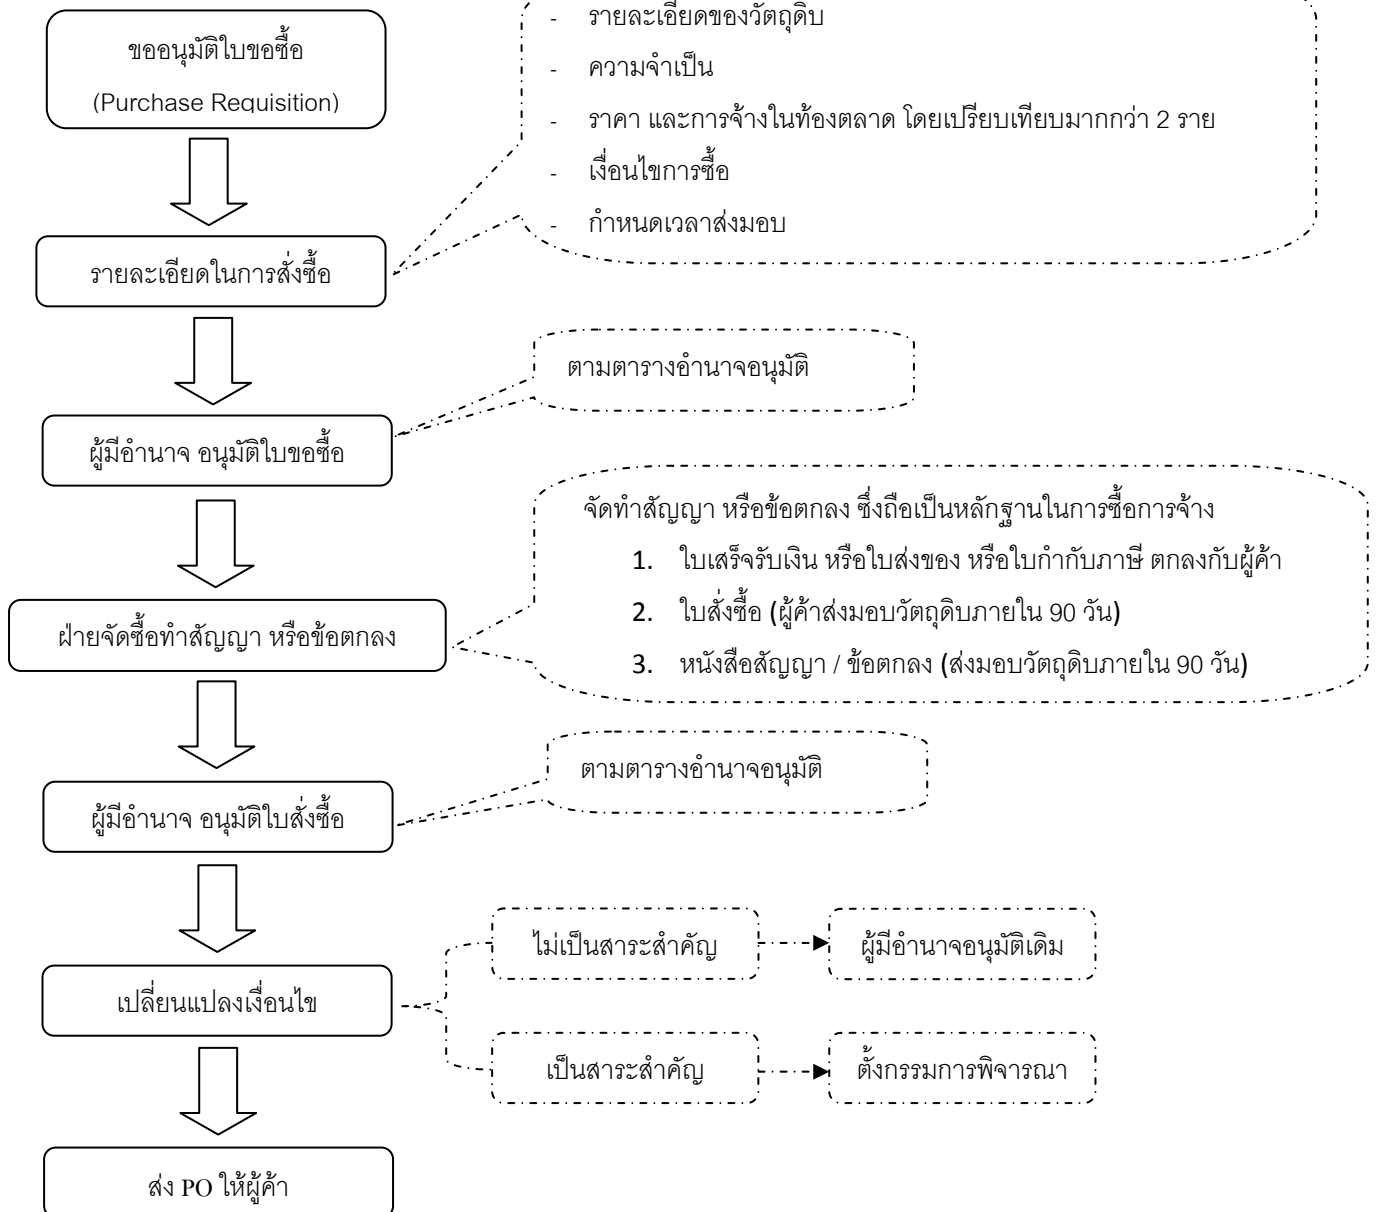 ขออนุมัติใบขอซื้อ
(Purchase Requisition)
- รายละเอียดของวัตถุดิบ
- ความจำเป็น
- ราคา และการจ้างในท้องตลาด โดยเปรียบเทียบมากกว่า 2 ราย
- เงื่อนไขการซื้อ
- กำหนดเวลาส่งมอบ
รายละเอียดในการสั่งซื้อ
ตามตารางอำนาจอนุมัติ
ผู้มีอำนาจ อนุมัติใบขอซื้อ
จัดทำสัญญา หรือข้อตกลง ซึ่งถือเป็นหลักฐานในการซื้อการจ้าง
1. ใบเสร็จรับเงิน หรือใบส่งของ หรือใบกำกับภาษี ตกลงกับผู้ค้า
2. ใบสั่งซื้อ (ผู้ค้าส่งมอบวัตถุดิบภายใน 90 วัน)
3. หนังสือสัญญา / ข้อตกลง (ส่งมอบวัตถุดิบภายใน 90 วัน)
ฝ่ายจัดซื้อทำสัญญา หรือข้อตกลง
ตามตารางอำนาจอนุมัติ
ผู้มีอำนาจ อนุมัติใบสั่งซื้อ
ไม่เป็นสาระสำคัญ
ผู้มีอำนาจอนุมัติเดิม
เปลี่ยนแปลงเงื่อนไข
เป็นสาระสำคัญ
ตั้งกรรมการพิจารณา
ส่ง PO ให้ผู้ค้า